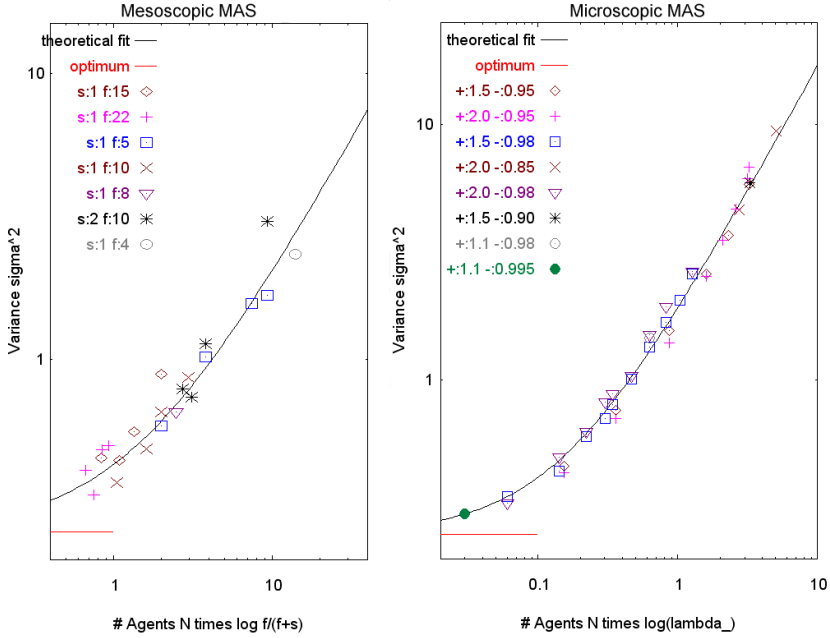 Mesoscopic MAS
theoretical fit
optimum
s:1 f:15
s:1 f:22
s:1 f:5
s:1 f:10
s:1 f:8
s:2 f:10
s:1 f:4
10
1
Variance sigma^2
1
10
# Agents N times log f/(f+s)
Microscopic MAS
theoretical fit
optimum
+:1.5 -:0.95
+:2.0 -:0.95
+:1.5 -:0.98
+:2.0 -:0.85
+:2.0 -:0.98
+:1.5 -:0.90
+:1.1 -:0.98
+:1.1 -:0.995
10
1
Variance sigma^2
0.1
1
10
# Agents N times log(lambda_)